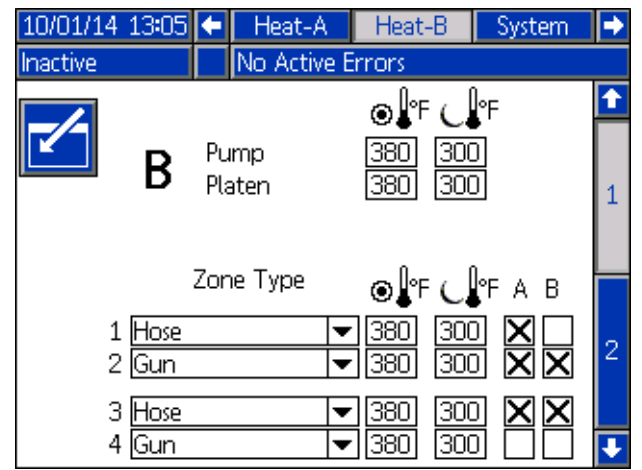 10/01/14 13:05 Heat-A Heat-B System
Inactive No Active Errors
°F °F
B
Pump 380 300
Platen 380 300
1
Zone Type °F °F A B
1 Hose 380 300
2 Gun 380 300
2
3 Hose 380 300
4 Gun 380 300